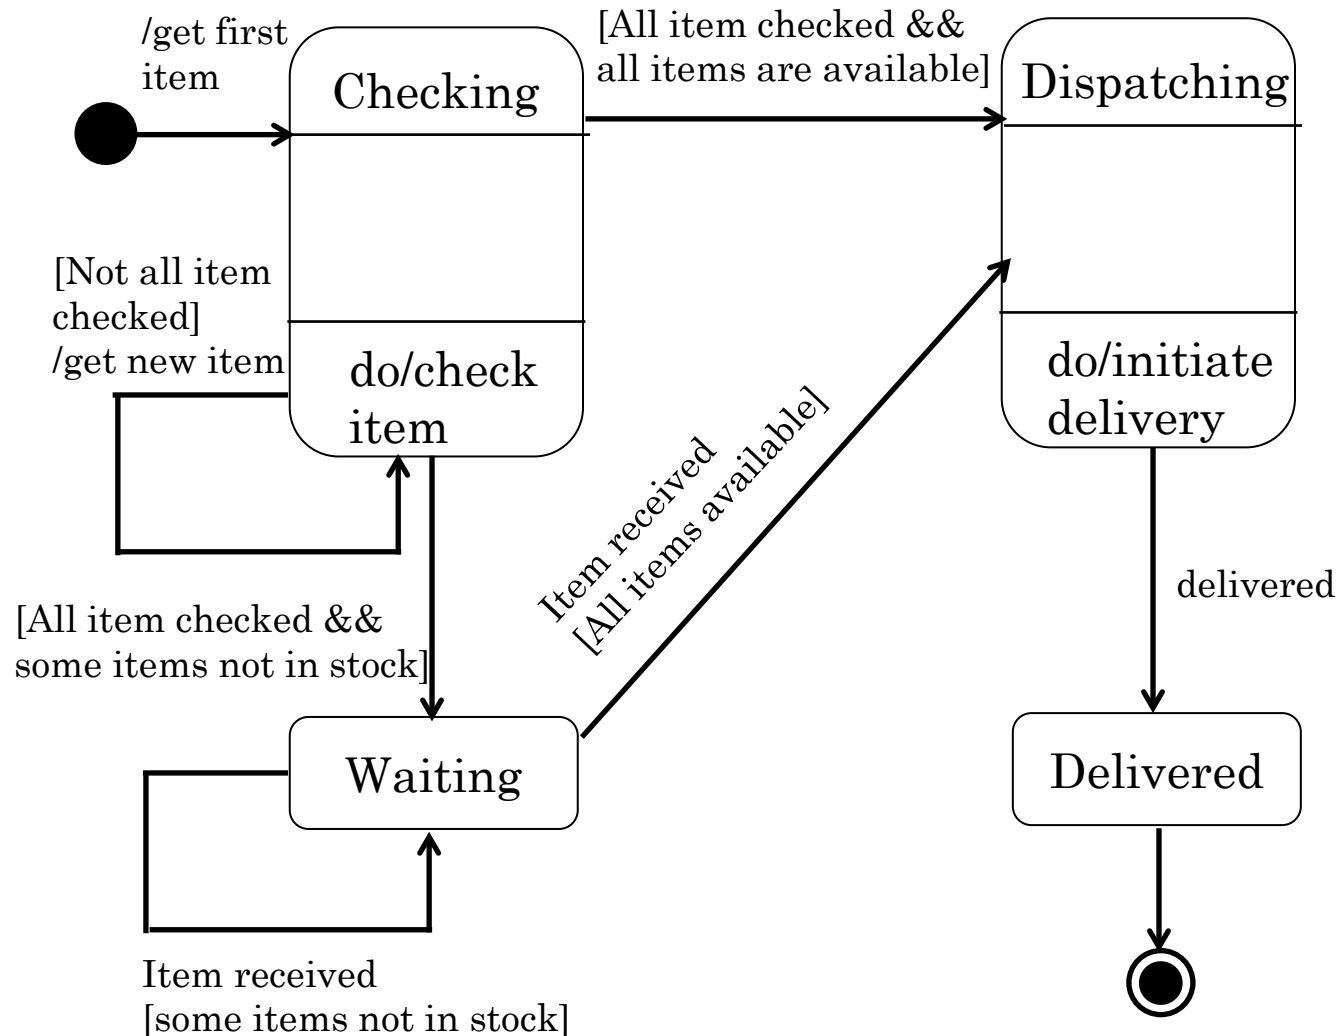 /get first
item
Checking
[All item checked &&
all items are available]
Dispatching
[Not all item
checked]
/get new item
do/check
item
do/initiate
delivery
Item received
[All items available]
delivered
[All item checked &&
some items not in stock]
Waiting
Delivered
Item received
[some items not in stock]